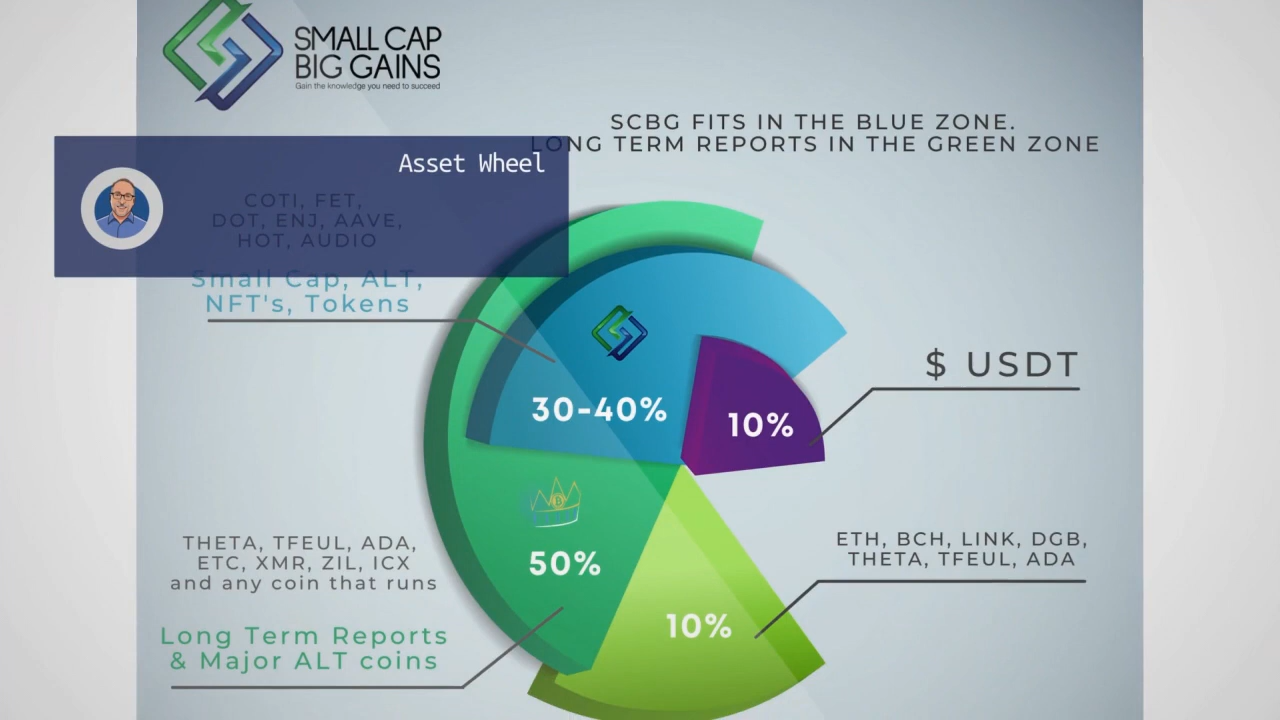 SMALL CAP
BIG GAINS
Gain the knowledge you need to succeed
SCBG FITS IN THE BLUE ZONE.
LONG TERM REPORTS IN THE GREEN ZONE
Asset Wheel
COTI, FET,
DOT, ENJ, AAVE,
HOT, AUDIO
Small Cap, ALT,
NFT's, Tokens
$ USDT
30-40%
10%
THETA, TFEUL, ADA,
ETC, XMR, ZIL, ICX
and any coin that runs
50%
ETH, BCH, LINK, DGB,
THETA, TFEUL, ADA
Long Term Reports
& Major ALT coins
10%